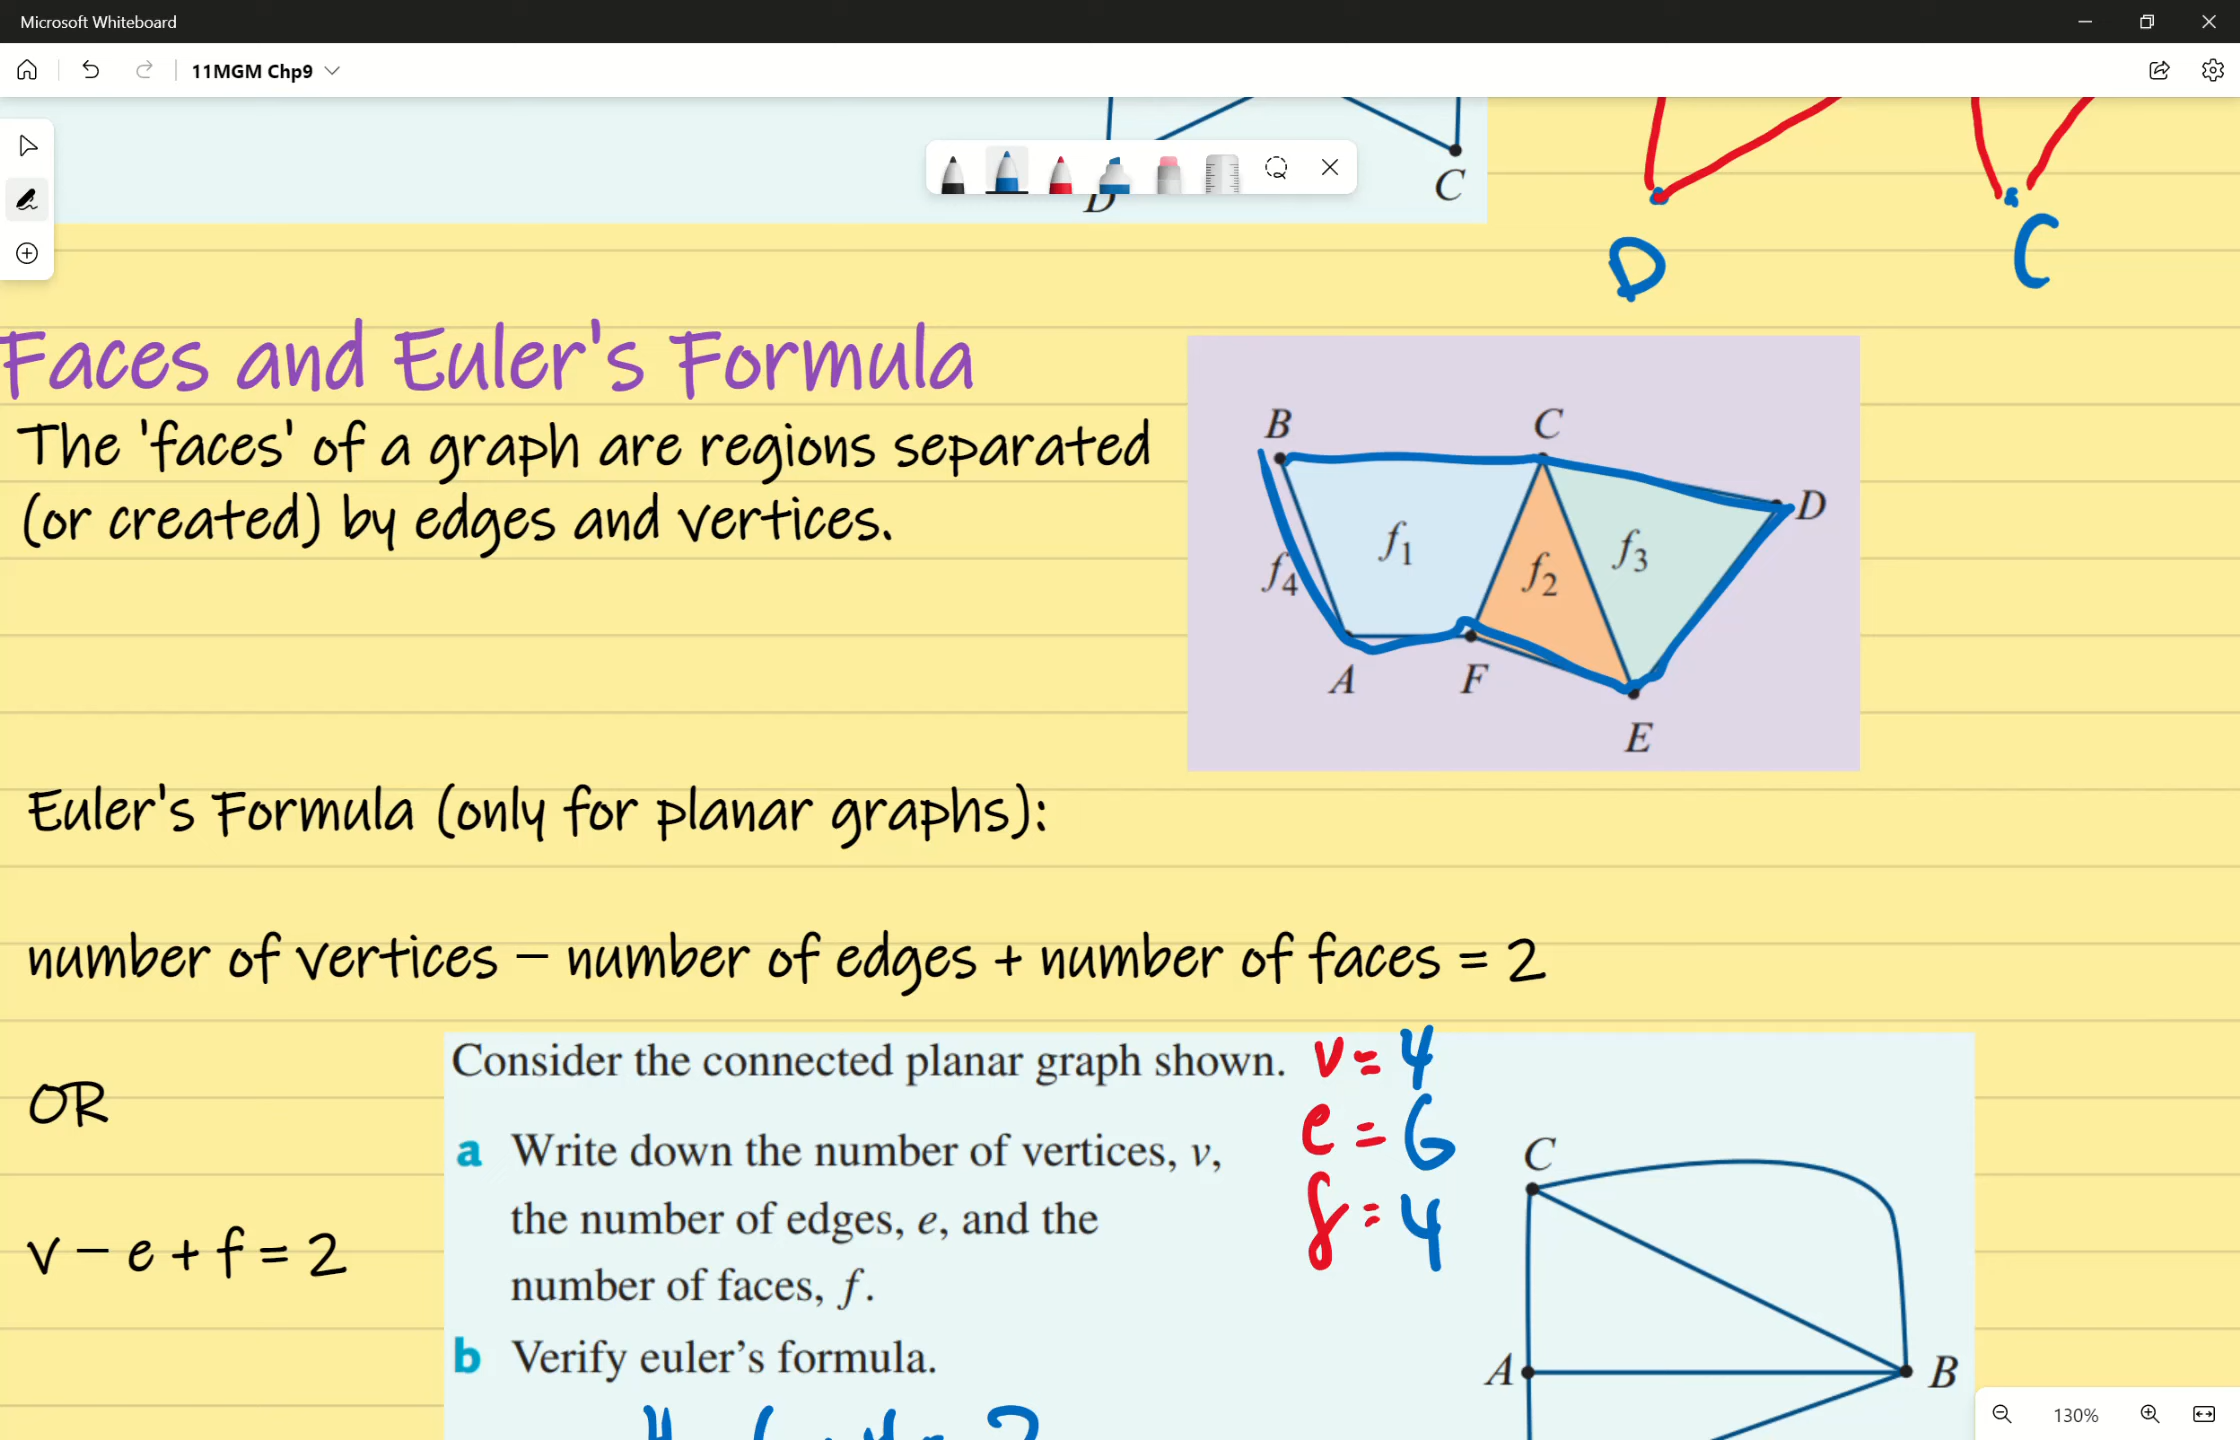 Microsoft Whiteboard
11MGM Chp9
D
C
D
C
Faces and Euler's Formula
The 'faces' of a graph are regions separated
(or created) by edges and vertices.
B
C
D
f1
f2
f3
f4
A
F
E
Euler's Formula (only for planar graphs):
number of vertices – number of edges + number of faces = 2
OR
v – e + f = 2
Consider the connected planar graph shown.
v = 4
a Write down the number of vertices, v,
e = 6
the number of edges, e, and the
f = 4
number of faces, f.
b Verify euler's formula.
C
A
B
130%